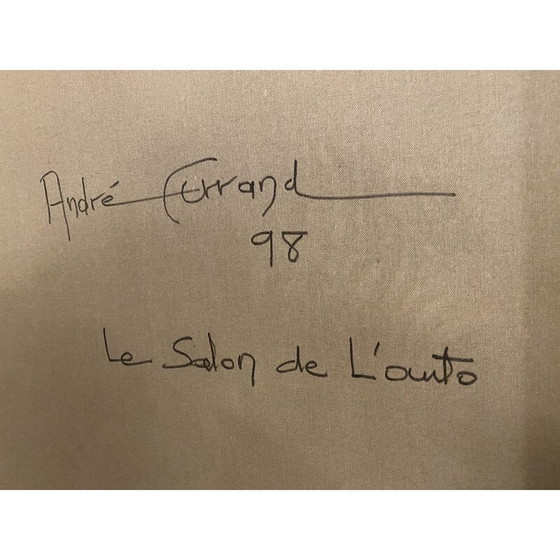 André Ferrand
98
Le Salon de L'auto